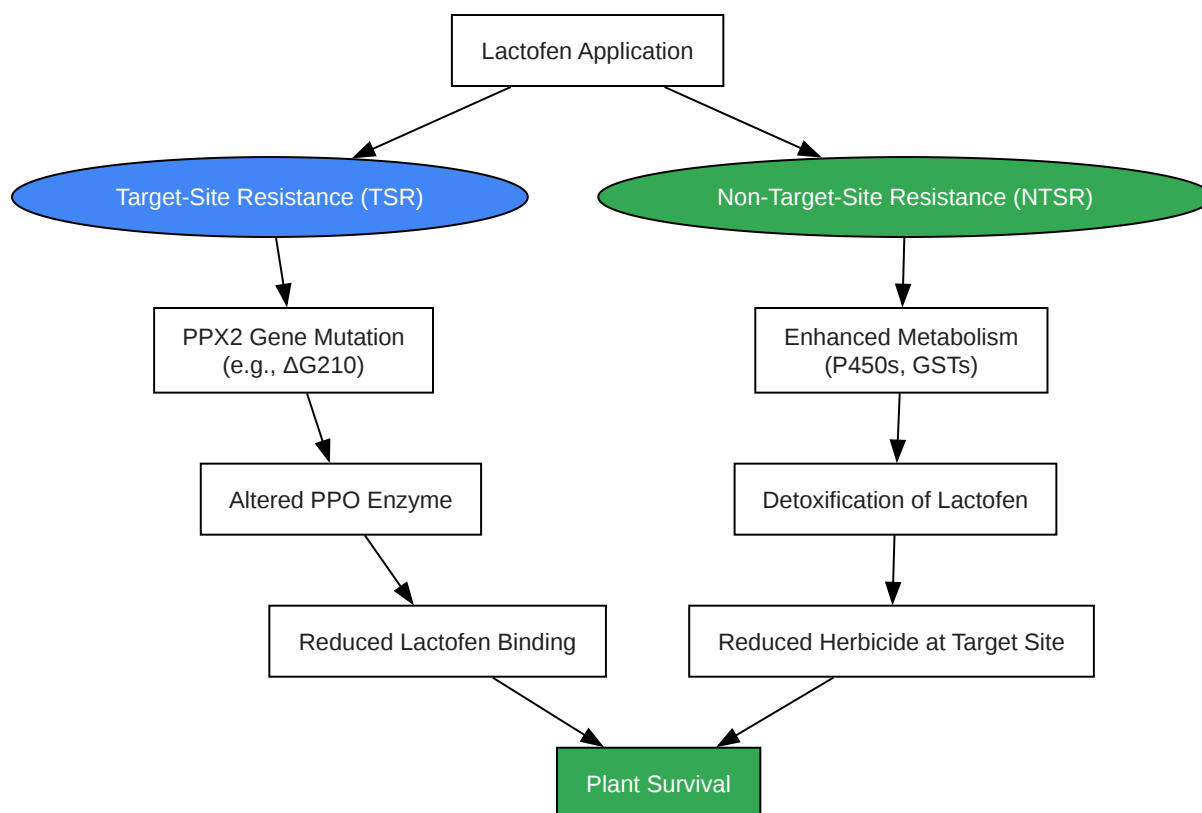 Lactofen Application
Target-Site Resistance (TSR)
Non-Target-Site Resistance (NTSR)
PPX2 Gene Mutation
(e.g., ΔG210)
Enhanced Metabolism
(P450s, GSTs)
Altered PPO Enzyme
Detoxification of Lactofen
Reduced Lactofen Binding
Reduced Herbicide at Target Site
Plant Survival